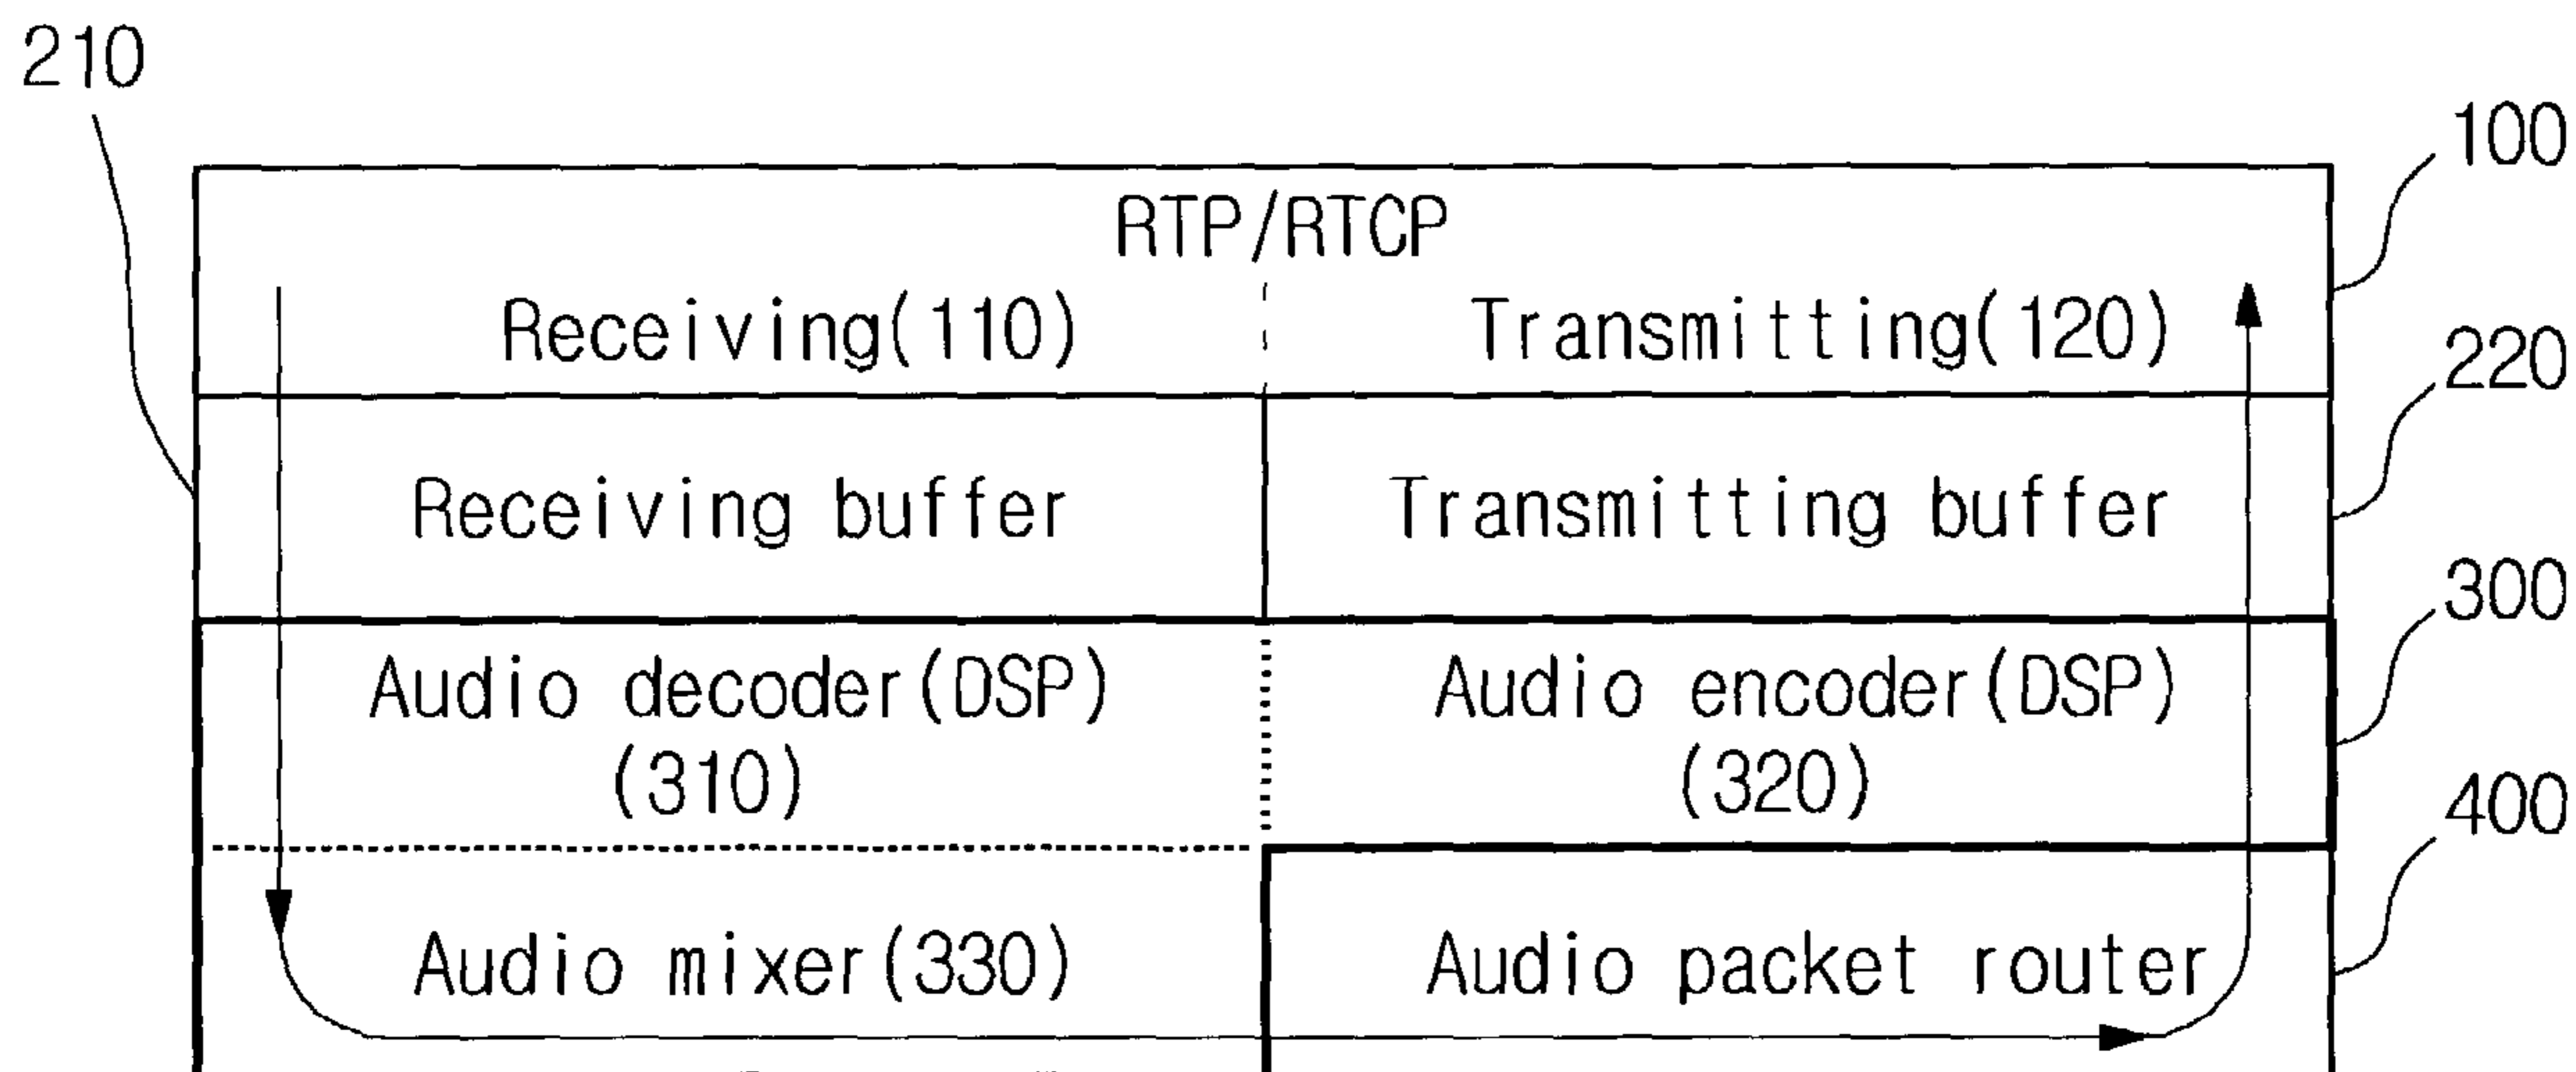 210
100
RTP/RTCP
Receiving(110)
Transmitting(120)
220
Receiving buffer
Transmitting buffer
300
Audio decoder(DSP)
(310)
Audio encoder(DSP)
(320)
400
Audio mixer(330)
Audio packet router